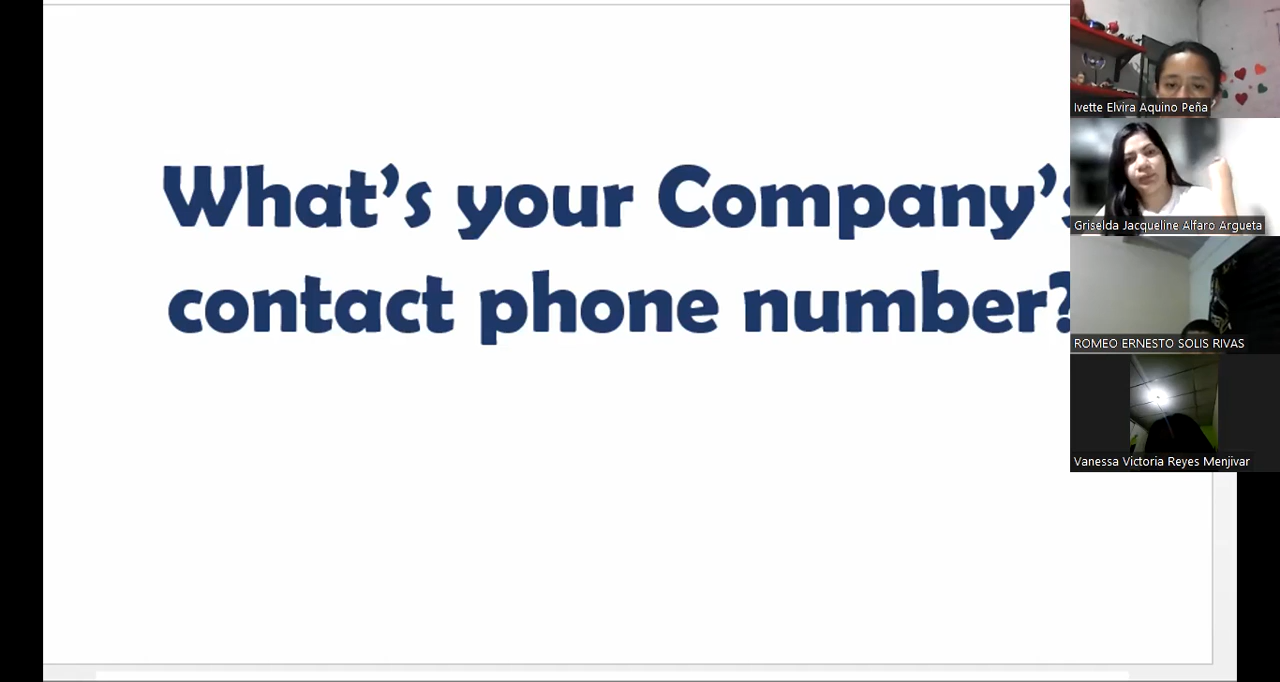 What's your Company's
contact phone number?
Ivette Elvira Aquino Peña
Griselda Jacqueline Alfaro Argueta
ROMEO ERNESTO SOLIS RIVAS
Vanessa Victoria Reyes Menjivar